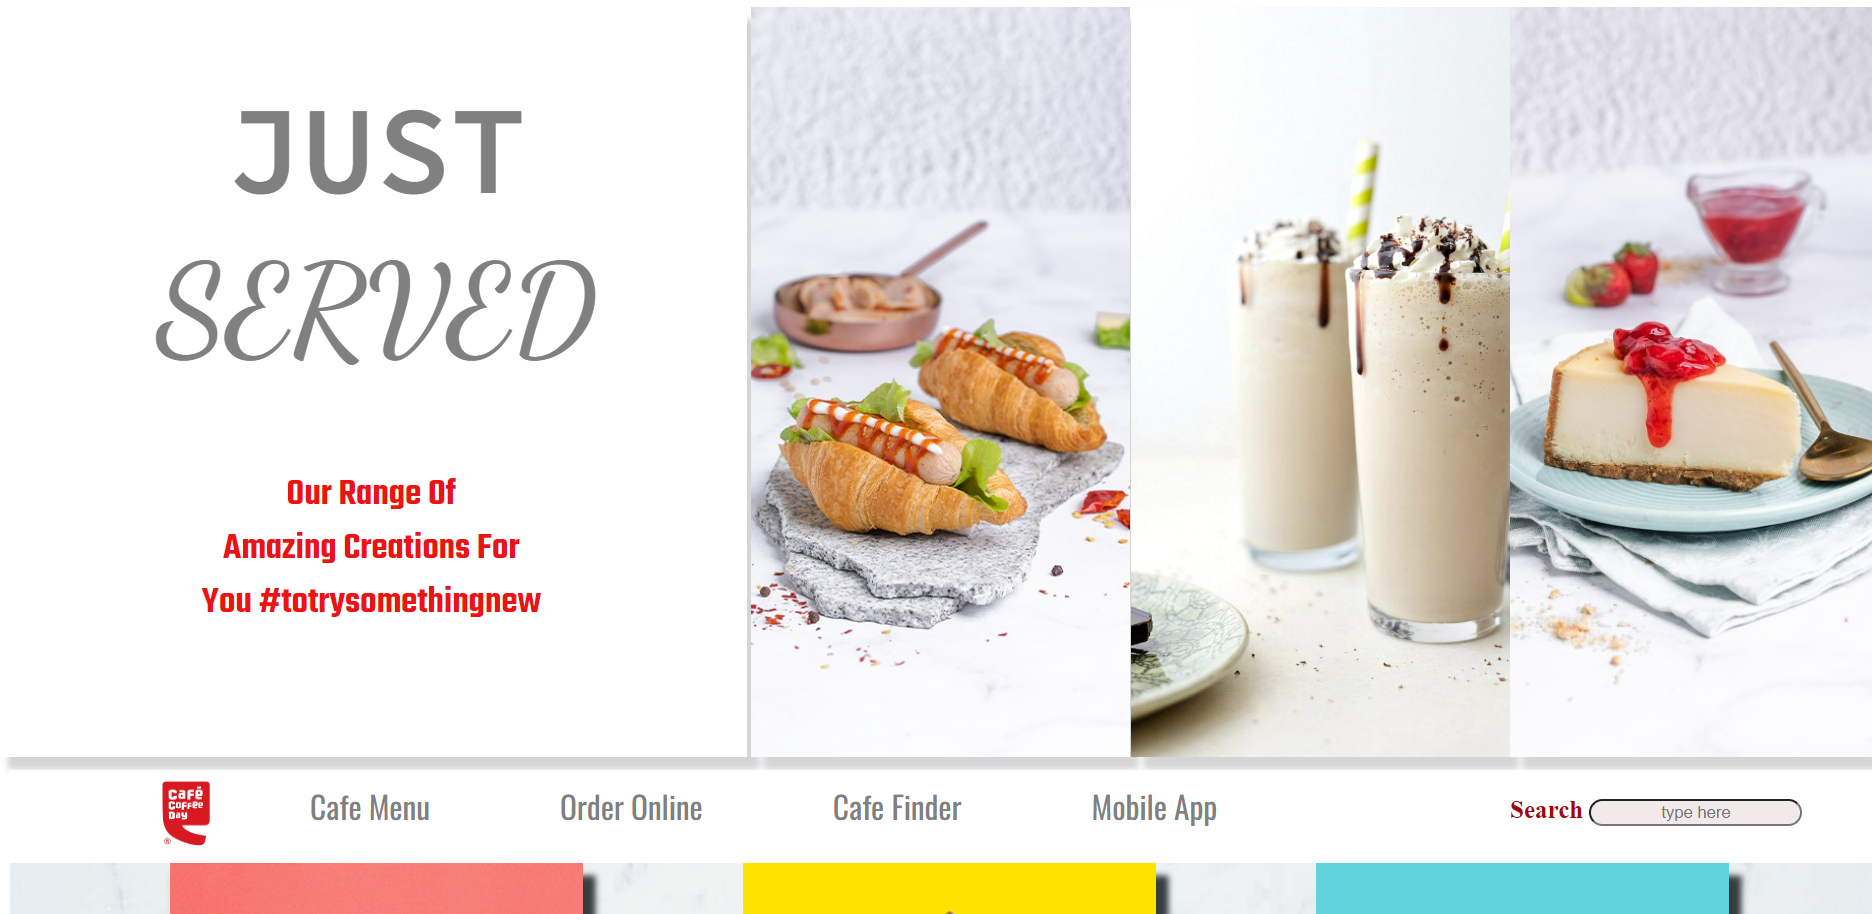 JUST
SERVED
Our Range Of
Amazing Creations For
You #totrysomethingnew
Café
Coffee
Day
®
Cafe Menu
Order Online
Cafe Finder
Mobile App
Search
type here